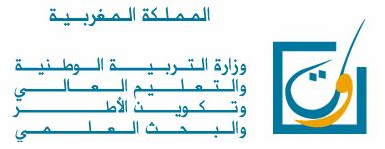 المملكة المغربية
وزارة التربية الوطنية
والتعليم العالي
وتكوين الأطر
والبحث العلمي